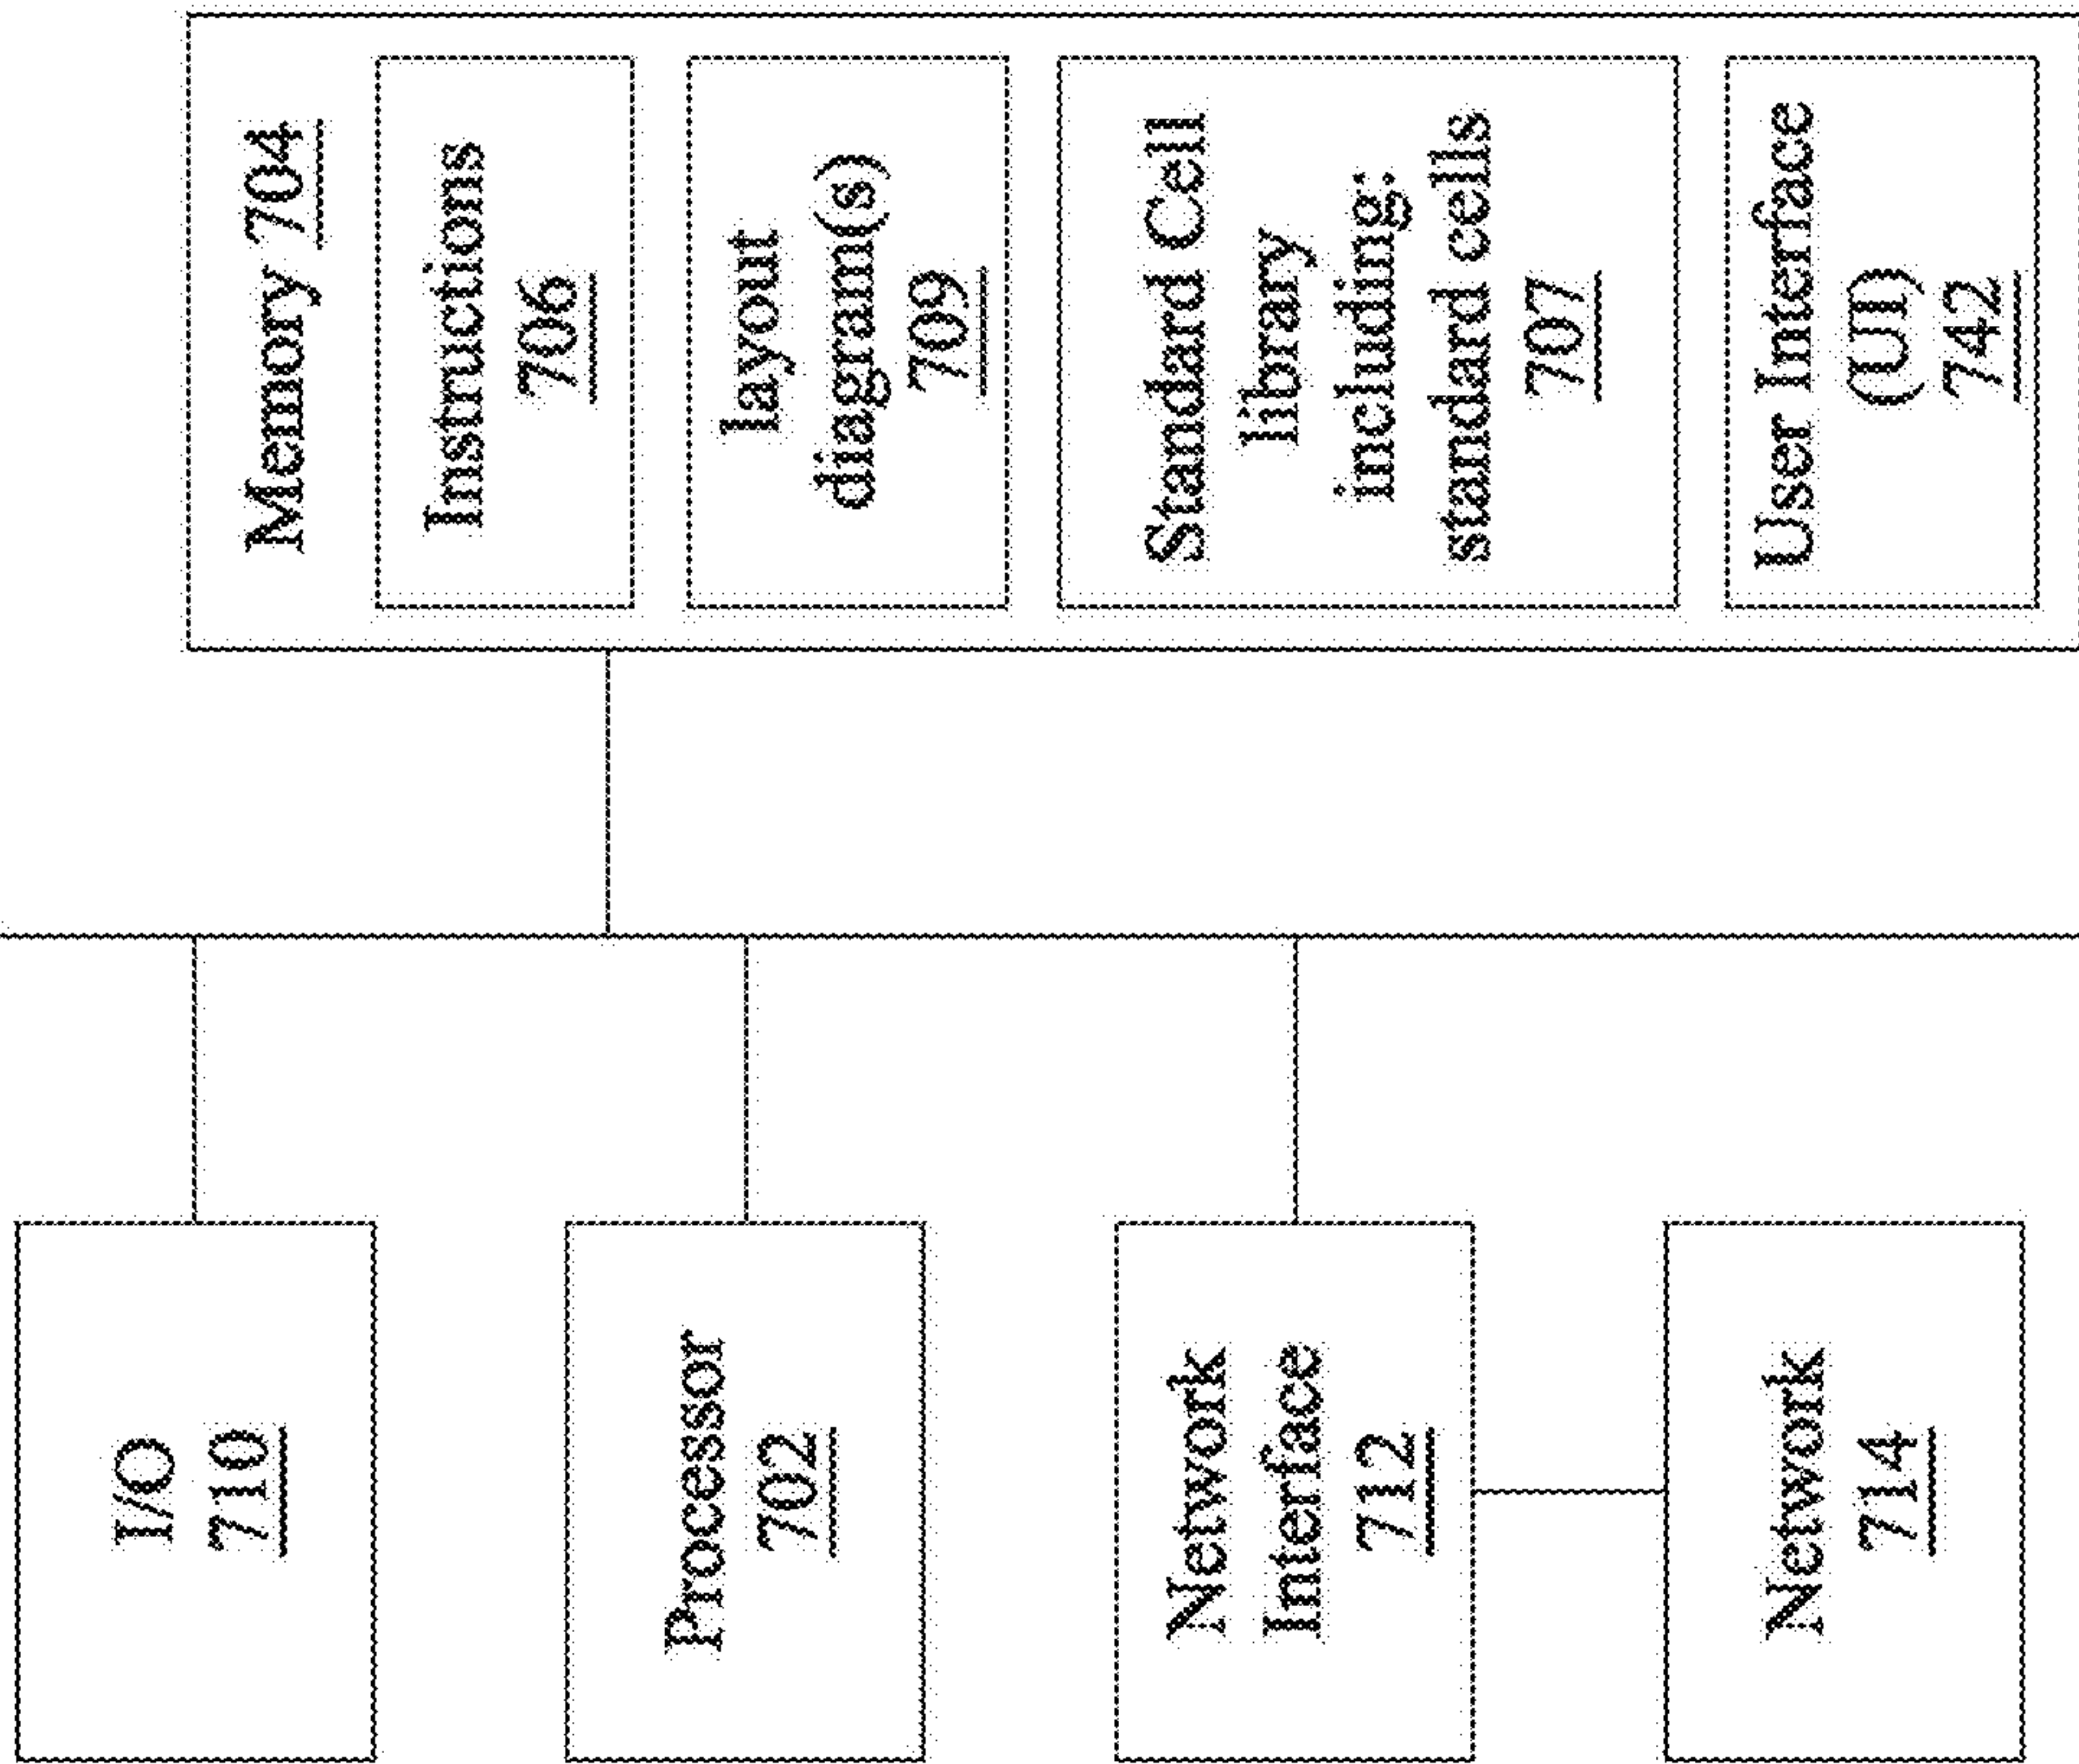 Memory 704
Instructions
706
layout
diagram(s)
709
Standard Cell
library
including:
standard cells
707
User Interface
(UI)
742
I/O
710
Processor
702
Network
Interface
712
Network
714